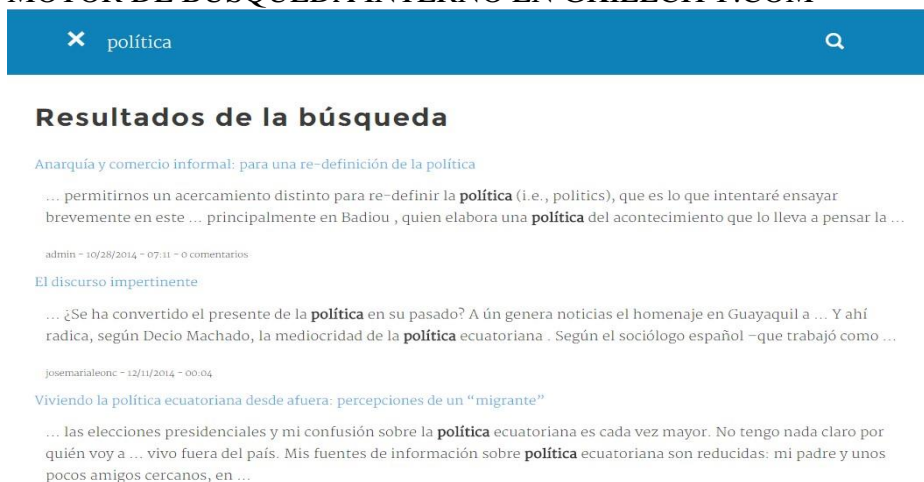 MOTOR DE BÚSQUEDA INTERNO EN GKILLCITY.COM
política
Resultados de la búsqueda
Anarquía y comercio informal: para una re-definición de la política
... permitirnos un acercamiento distinto para re-definir la política (i.e., politics), que es lo que intentaré ensayar
brevemente en este ... principalmente en Badiou , quien elabora una política del acontecimiento que lo lleva a pensar la ...
admin - 10/28/2014 - 07:11 - 0 comentarios
El discurso impertinente
... ¿Se ha convertido el presente de la política en su pasado? A ún genera noticias el homenaje en Guayaquil a ... Y ahí
radica, según Decio Machado, la mediocridad de la política ecuatoriana . Según el sociólogo español –que trabajó como ...
josemarialeonc - 12/11/2014 - 00:04
Viviendo la política ecuatoriana desde afuera: percepciones de un “migrante”
... las elecciones presidenciales y mi confusión sobre la política ecuatoriana es cada vez mayor. No tengo nada claro por
quién voy a ... vivo fuera del país. Mis fuentes de información sobre política ecuatoriana son reducidas: mi padre y unos
pocos amigos cercanos, en ...